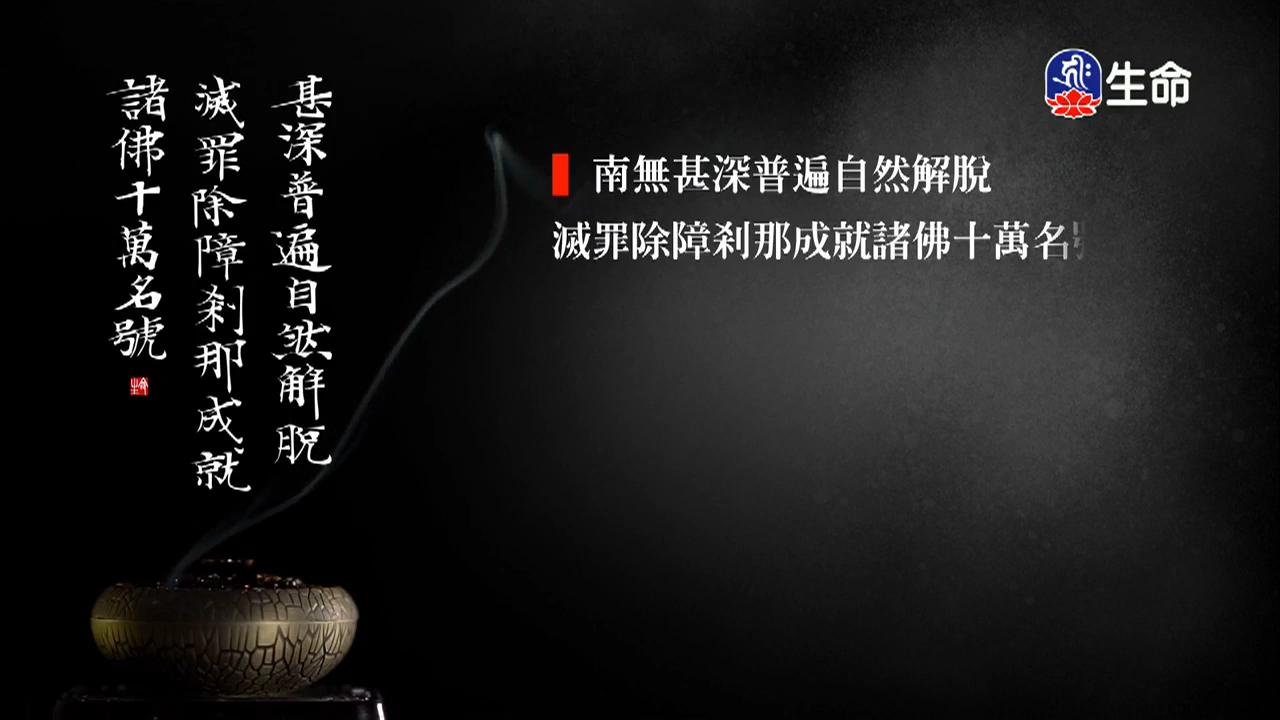 甚深普遍自然解脫
滅罪除障剎那成就
諸佛十萬名號
生命
南無甚深普遍自然解脫
滅罪除障剎那成就諸佛十萬名號